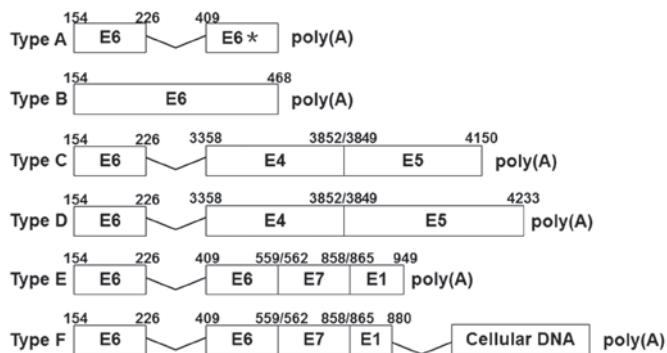 154 226 409
Type A E6 E6* poly(A)
154 468
Type B E6 poly(A)
154 226 3358 3852/3849 4150
Type C E6 E4 E5 poly(A)
154 226 3358 3852/3849 4233
Type D E6 E4 E5 poly(A)
154 226 409 559/562 858/865 949
Type E E6 E6 E7 E1 poly(A)
154 226 409 559/562 858/865 880
Type F E6 E6 E7 E1 Cellular DNA poly(A)